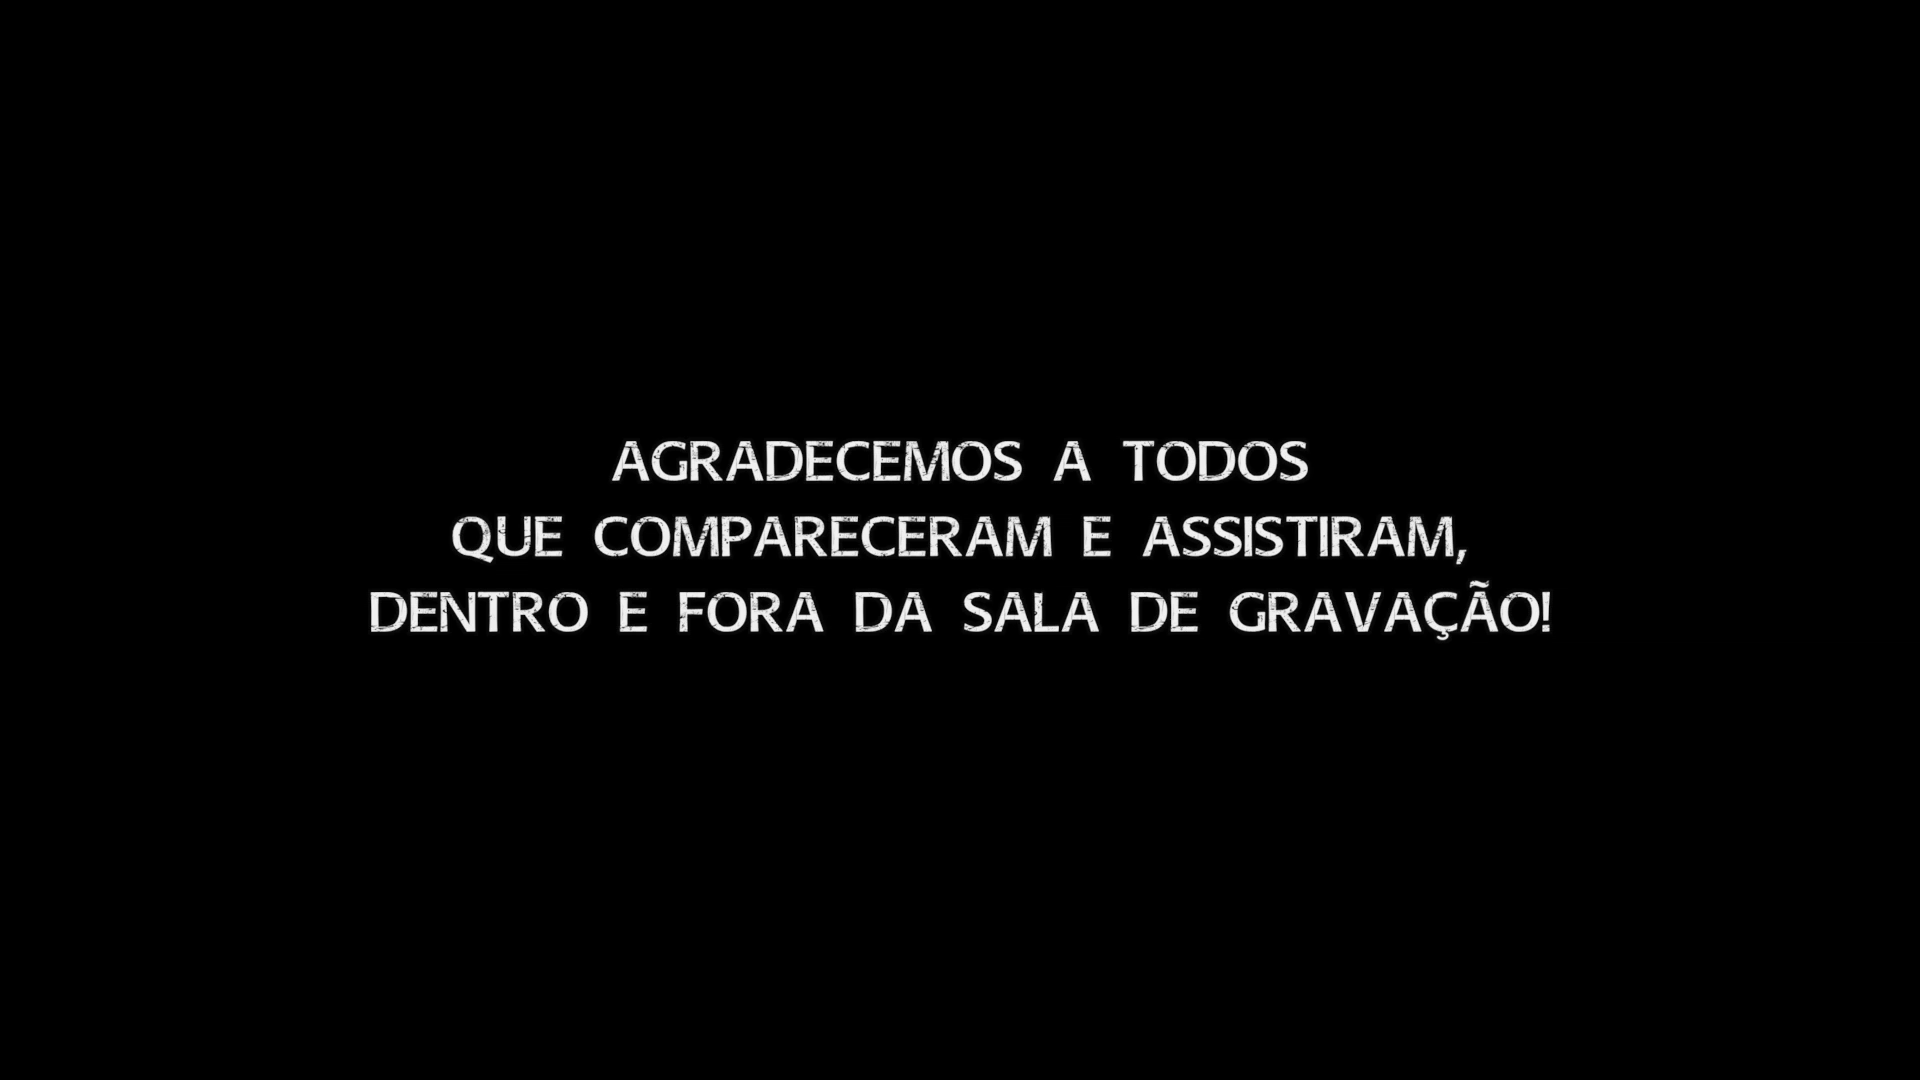 AGRADECEMOS A TODOS
QUE COMPARECERAM E ASSISTIRAM,
DENTRO E FORA DA SALA DE GRAVAÇÃO!